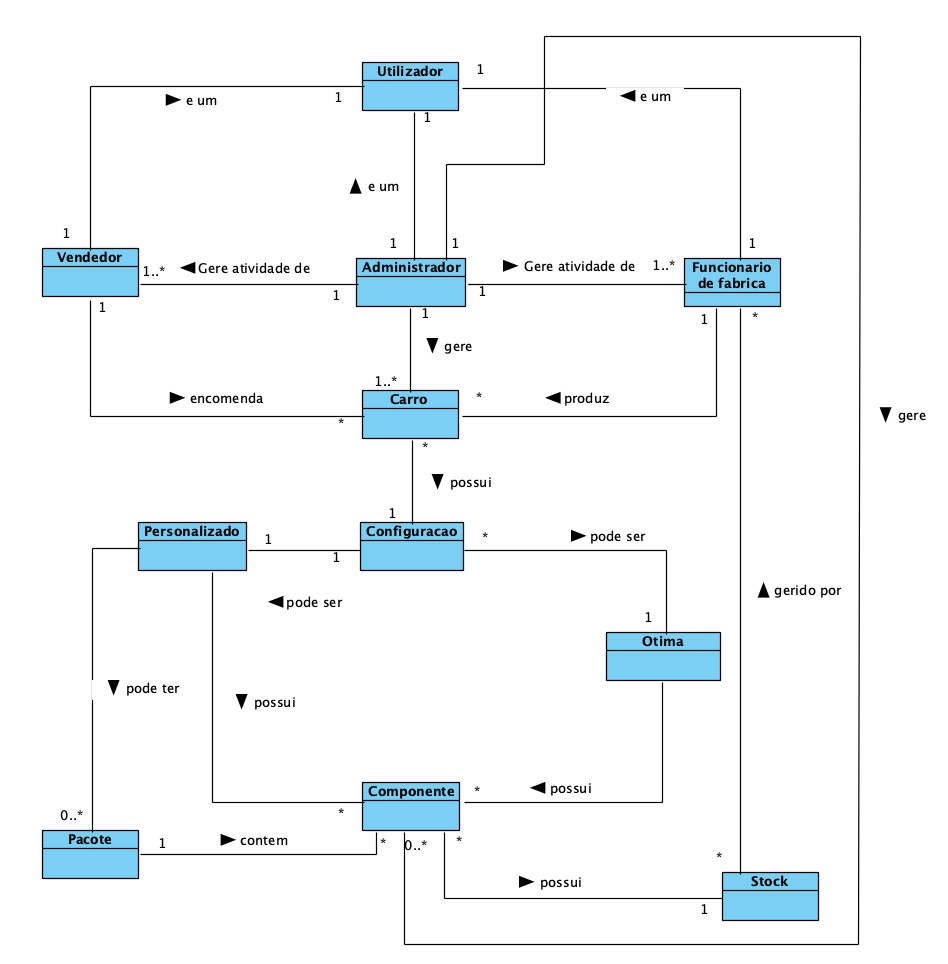 Utilizador
1
1
e um
e um
1
e um
1
1
1
1
1
Vendedor
1..*
Gere atividade de
Administrador
Gere atividade de
1..*
Funcionario
de fabrica
1
1
1
1
1
*
gere
1..*
Carro
*
encomenda
produz
*
gere
*
possui
1
Personalizado
1
Configuracao
*
pode ser
1
pode ser
gerido por
1
Otima
pode ter
possui
possui
Componente
*
*
0..*
Pacote
1
contem
*
0..*
*
*
possui
Stock
1